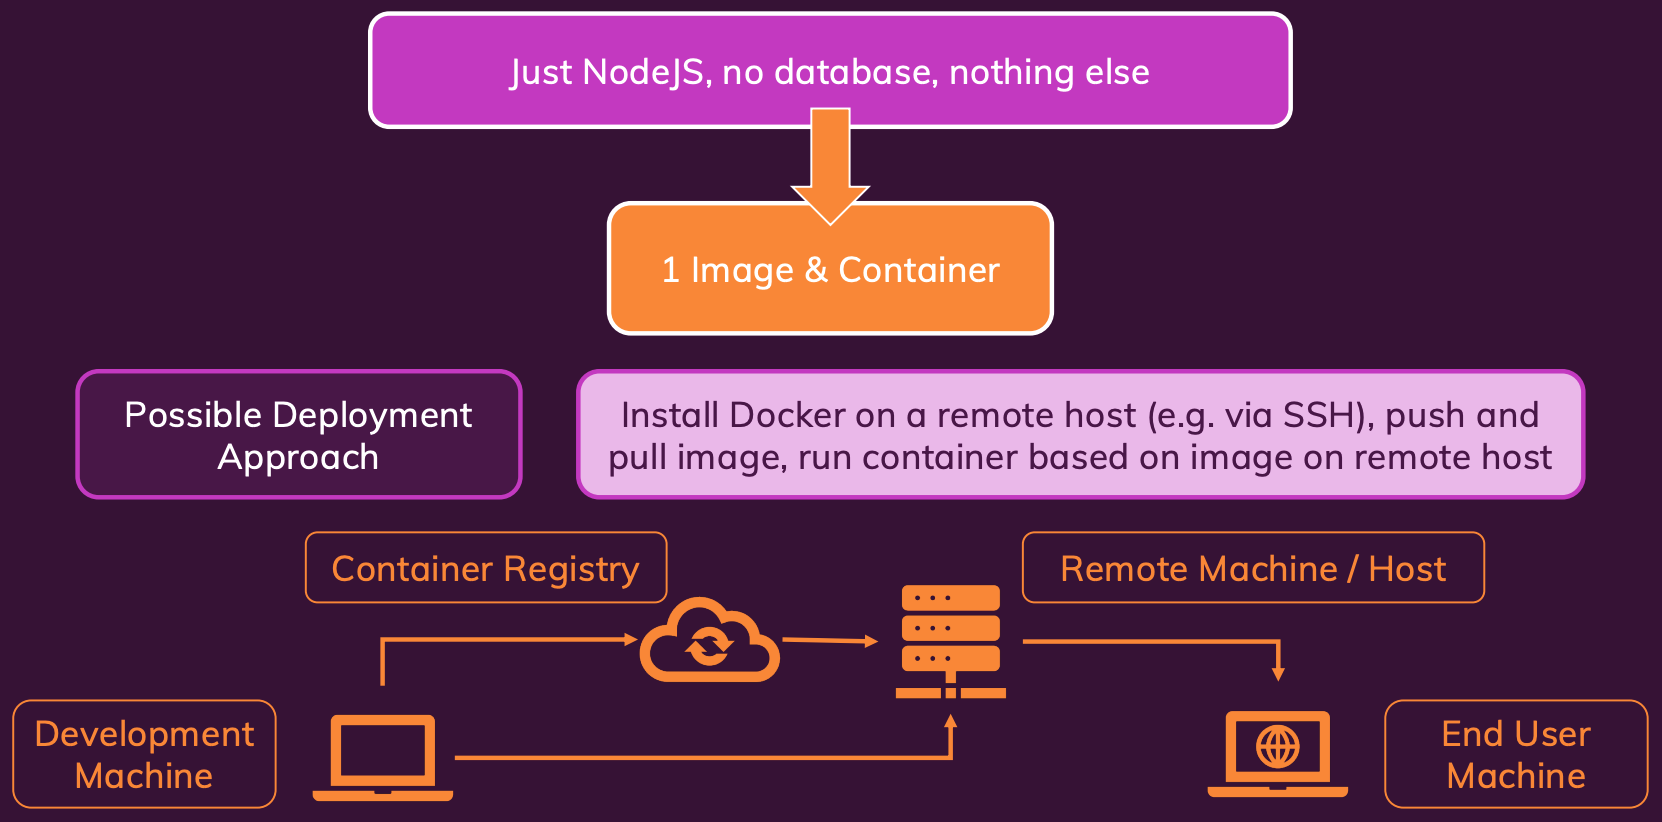 Just NodeJS, no database, nothing else
1 Image & Container
Possible Deployment
Approach
Install Docker on a remote host (e.g. via SSH), push and
pull image, run container based on image on remote host
Container Registry
Remote Machine / Host
Development
Machine
End User
Machine